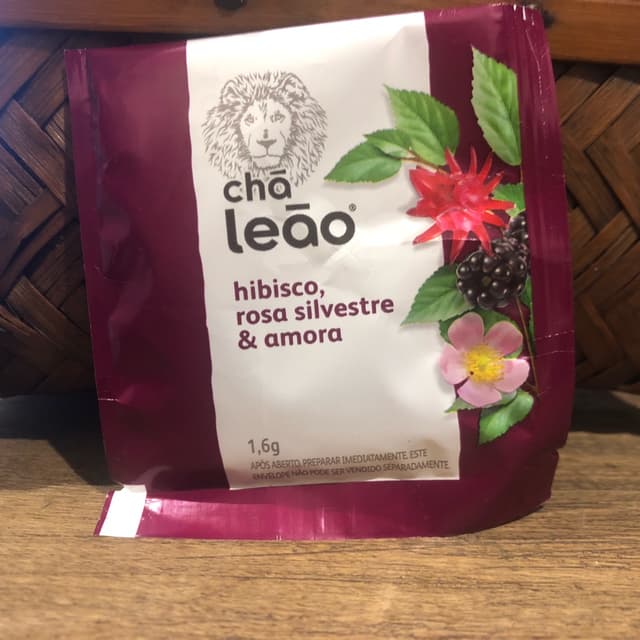 chá
leão®
hibisco,
rosa silvestre
& amora
1,6g
APÓS ABERTO, PREPARAR IMEDIATAMENTE. ESTE
ENVELOPE NÃO PODE SER VENDIDO SEPARADAMENTE.